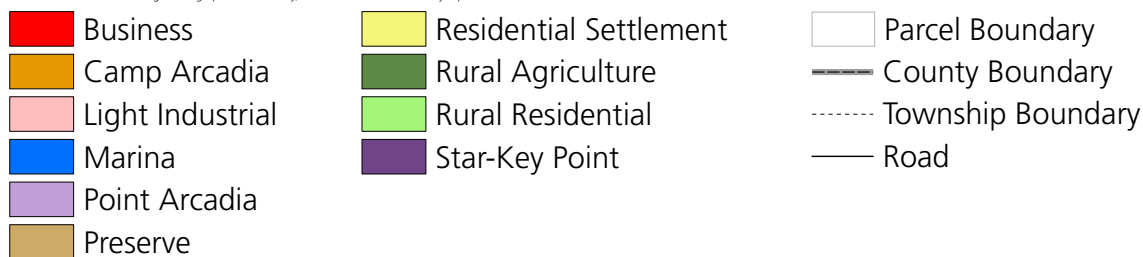 Business
Camp Arcadia
Light Industrial
Marina
Point Arcadia
Preserve
Residential Settlement
Rural Agriculture
Rural Residential
Star-Key Point
Parcel Boundary
County Boundary
Township Boundary
Road